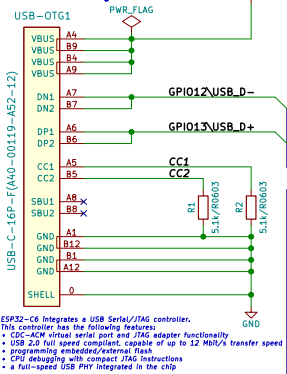 USB-OTG1
PWR_FLAG
USB-C-16P-F(A40-00119-A52-12)
VBUS A4
VBUS B9
VBUS B4
VBUS A9
DN1 A7 GPIO12\USB_D-
DN2 B7
DP1 A6 GPIO13\USB_D+
DP2 B6
CC1 A5 CC1
CC2 B5 CC2
SBU1 A8
SBU2 B8
R1 5.1k/R0603
R2 5.1k/R0603
GND A1
GND B12
GND B1
GND A12
SHELL 0
GND
ESP32-C6 integrates a USB Serial/JTAG controller.
This controller has the following features:
• CDC-ACM virtual serial port and JTAG adapter functionality
• USB 2.0 full speed compliant, capable of up to 12 Mbit/s transfer speed
• programming embedded/external flash
• CPU debugging with compact JTAG instructions
• a full-speed USB PHY integrated in the chip